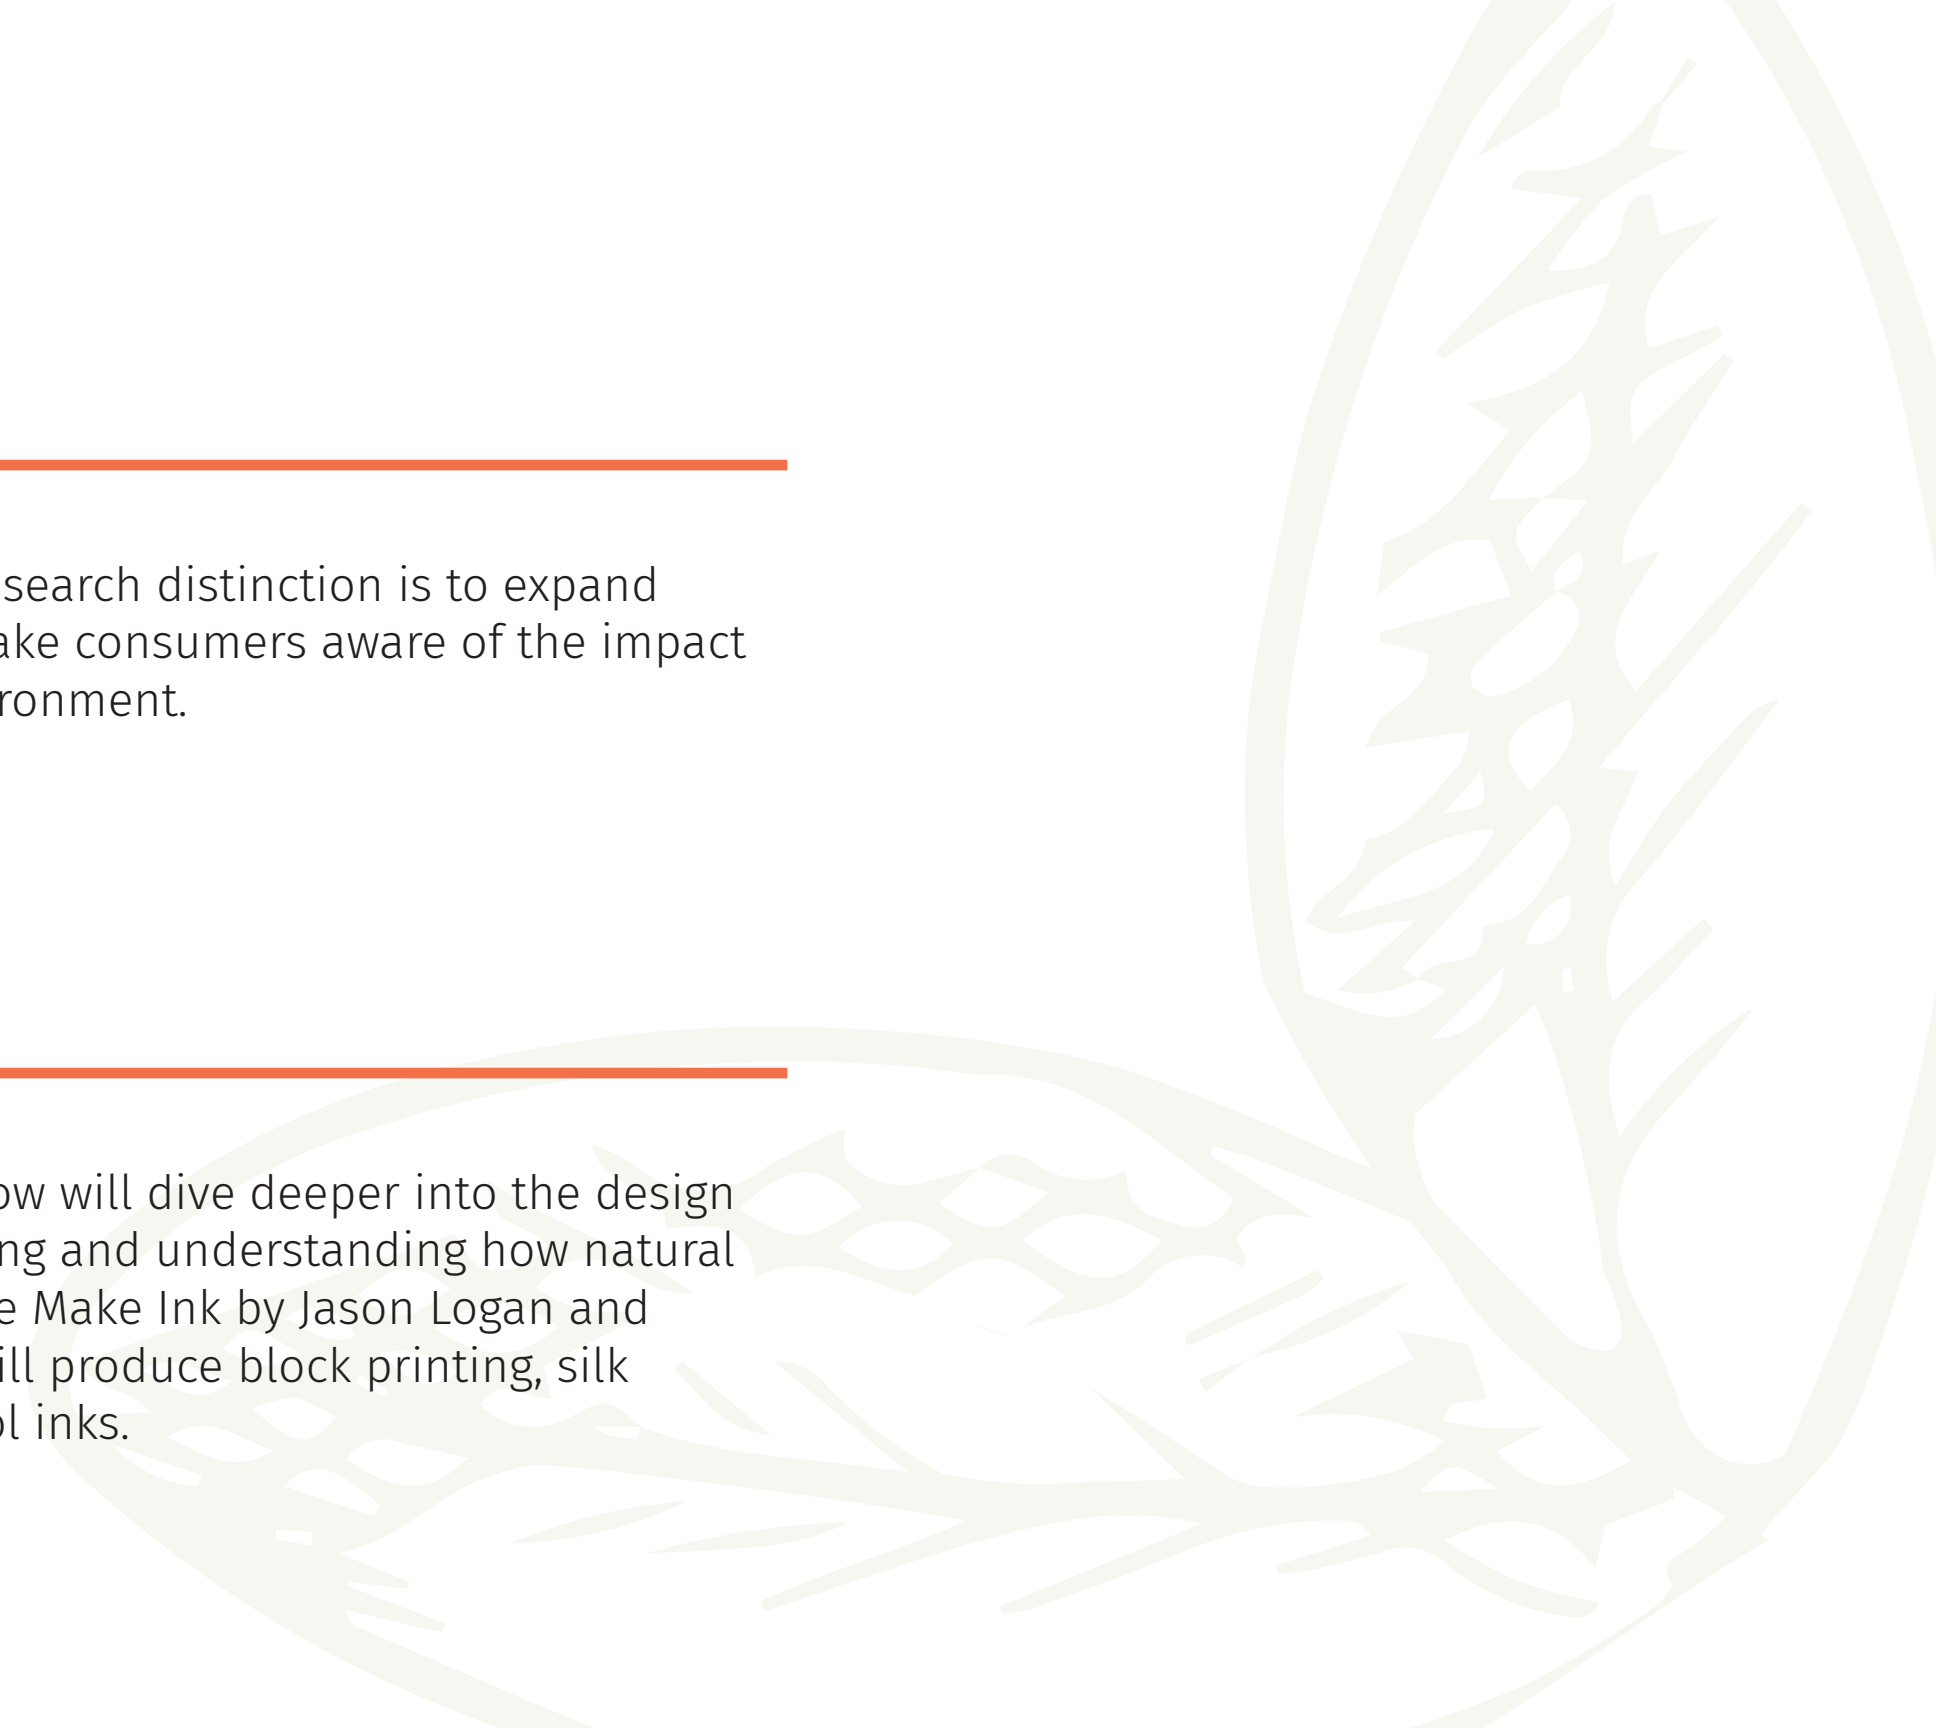 search distinction is to expand
ake consumers aware of the impact
ronment.
ow will dive deeper into the design
ng and understanding how natural
e Make Ink by Jason Logan and
ill produce block printing, silk
ol inks.